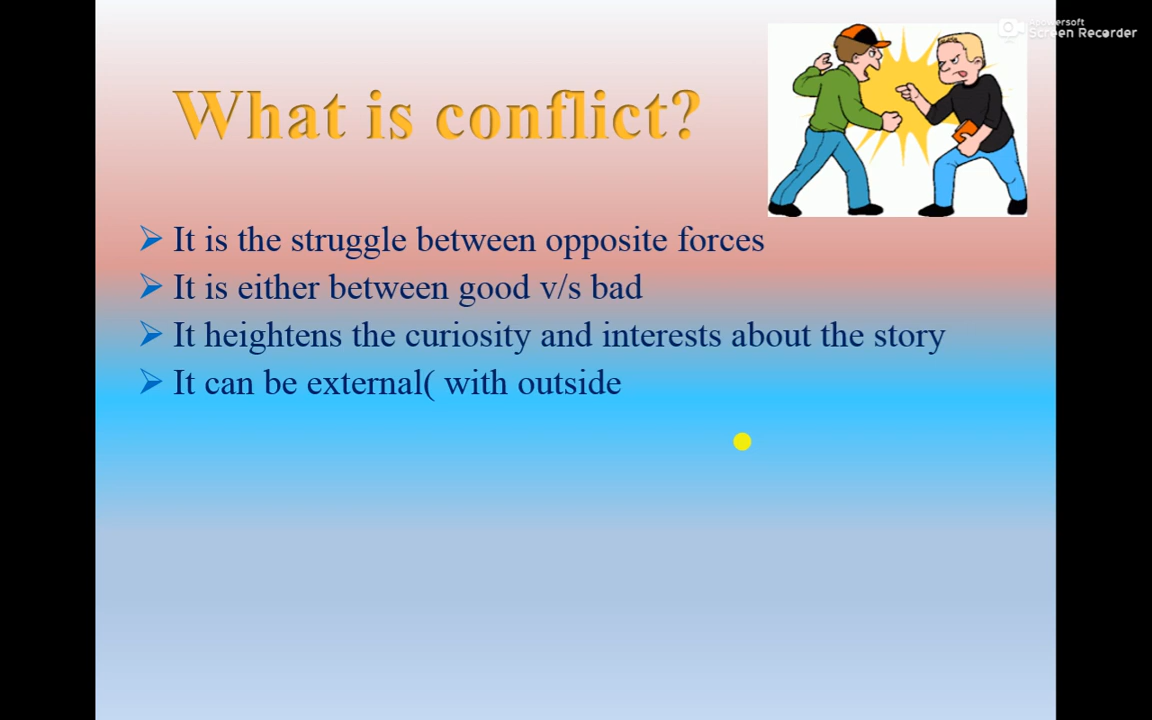 Apowersoft
Screen Recorder
What is conflict?
It is the struggle between opposite forces
It is either between good v/s bad
It heightens the curiosity and interests about the story
It can be external( with outside